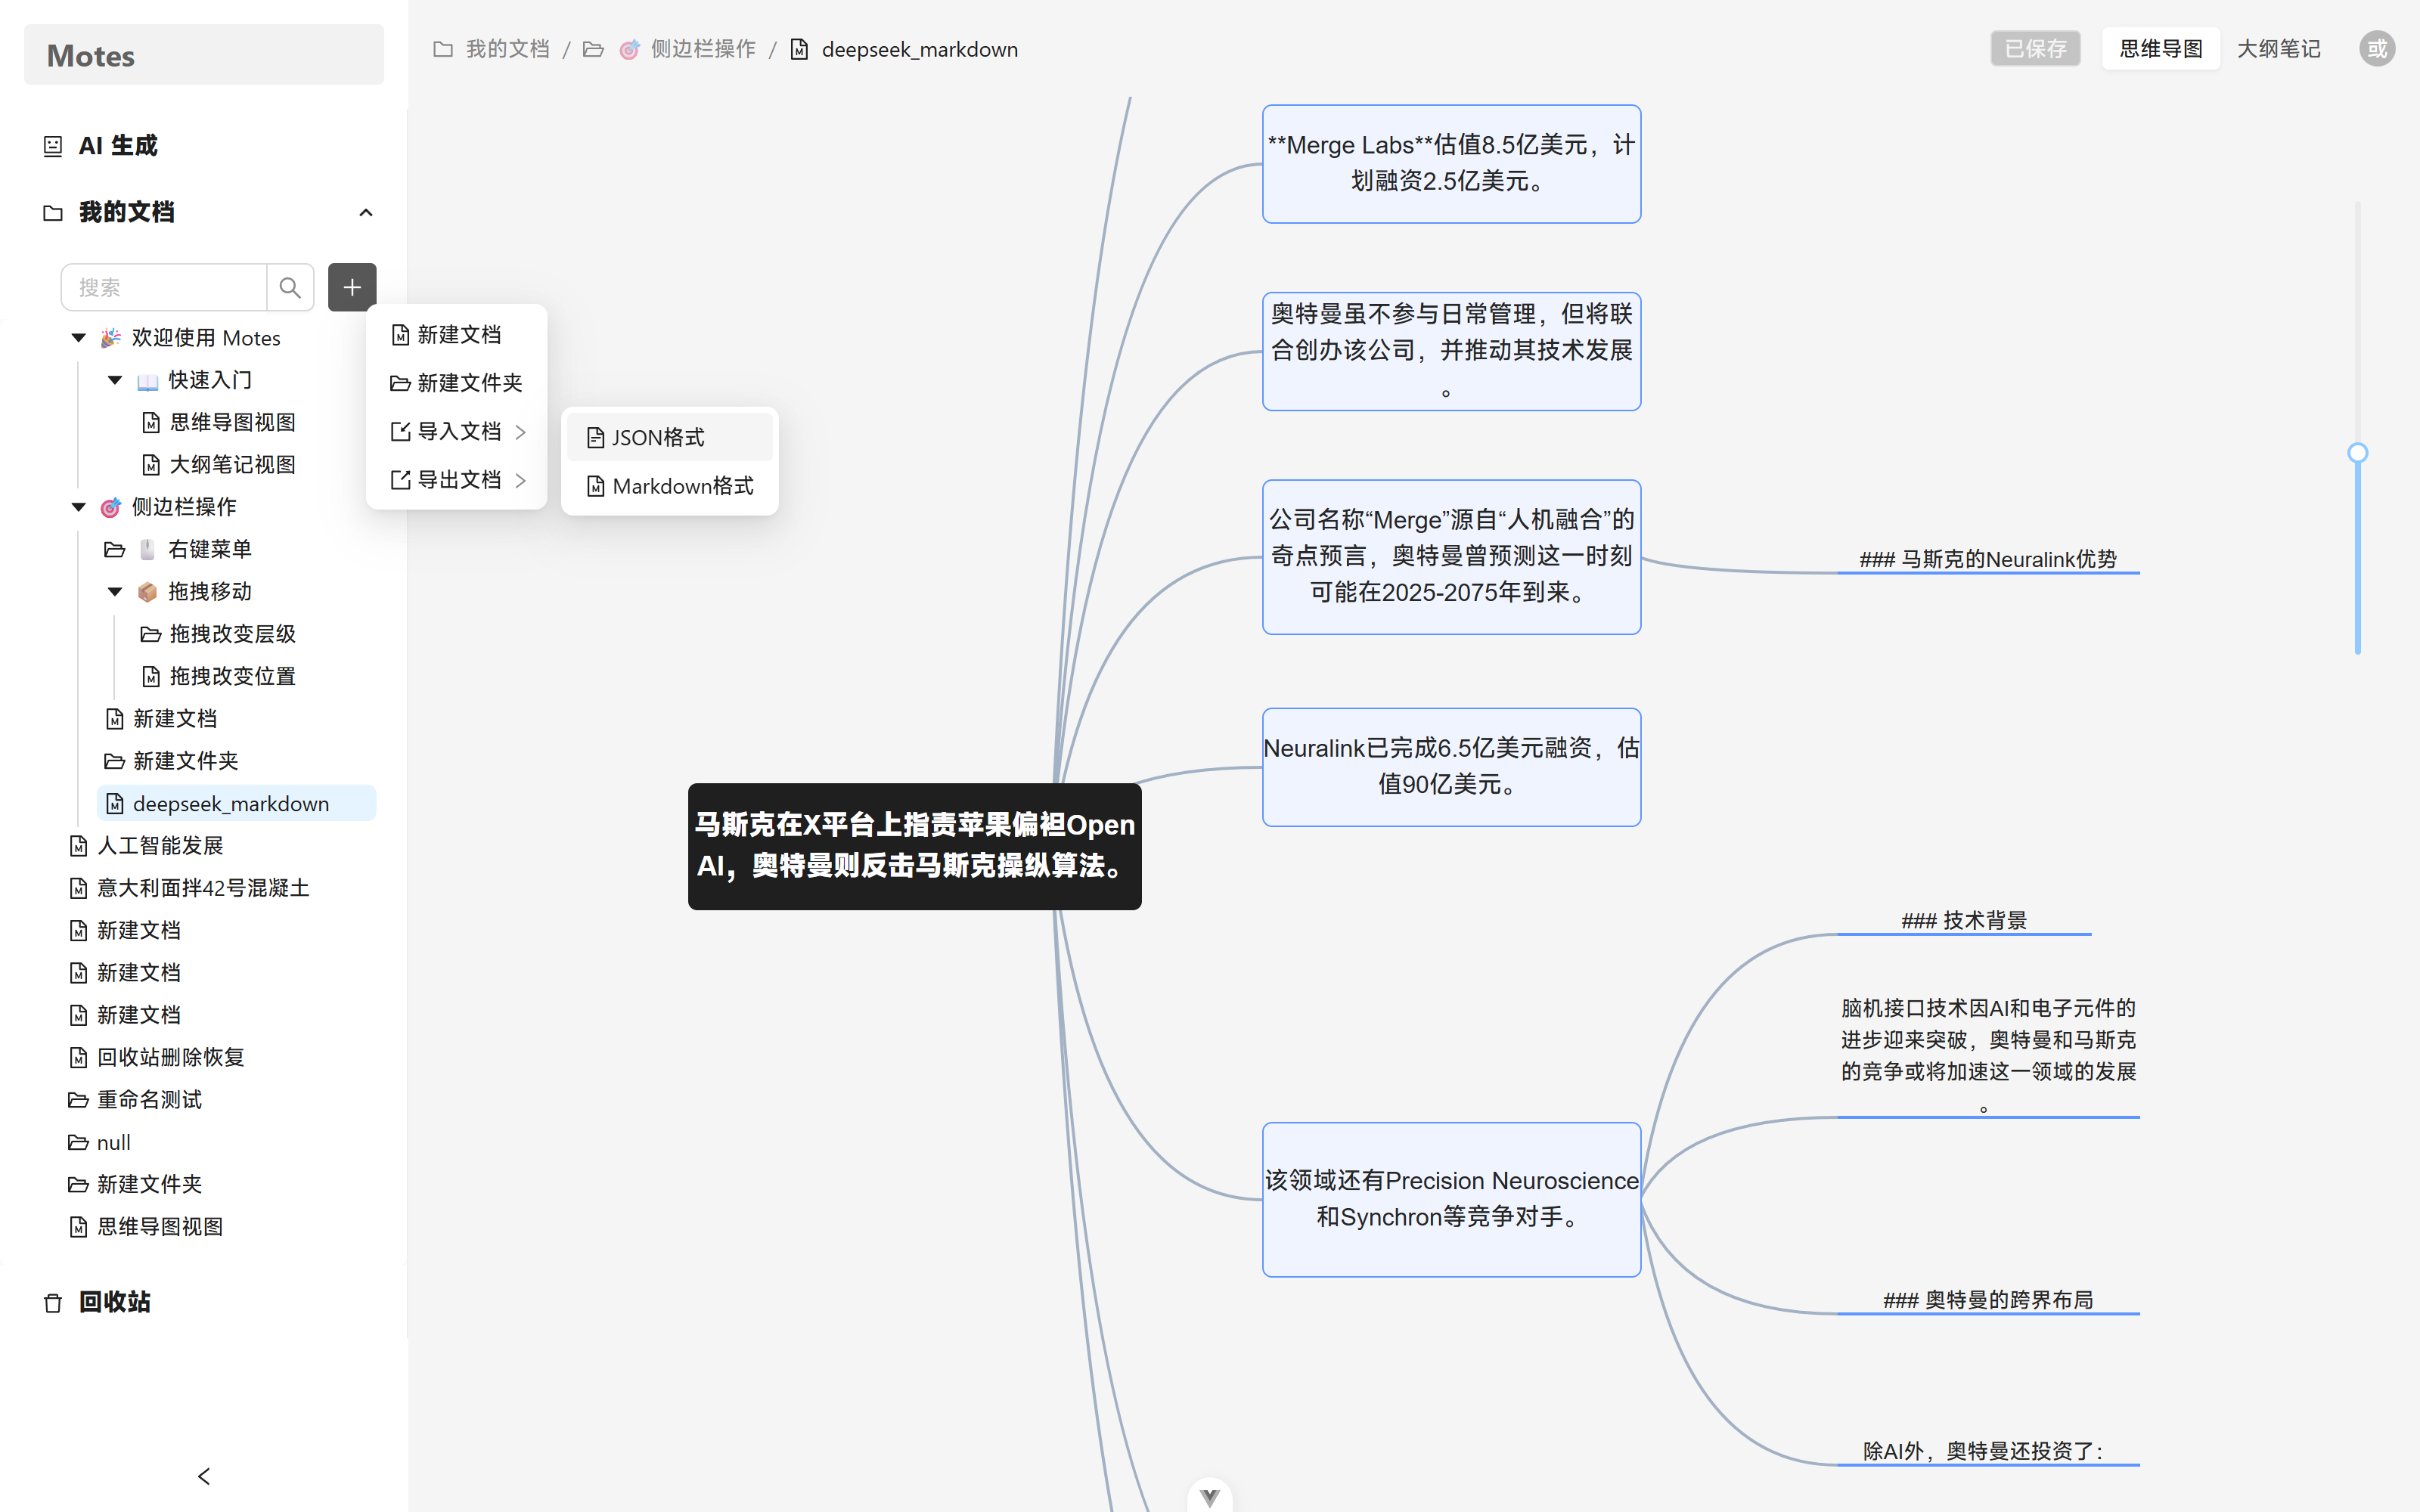 Motes
AI 生成
我的文档
搜索
欢迎使用 Motes
快速入门
思维导图视图
大纲笔记视图
侧边栏操作
右键菜单
拖拽移动
拖拽改变层级
拖拽改变位置
新建文档
新建文件夹
deepseek_markdown
人工智能发展
意大利面拌42号混凝土
新建文档
新建文档
新建文档
回收站删除恢复
重命名测试
null
新建文件夹
思维导图视图
回收站
新建文档
新建文件夹
导入文档
导出文档
JSON格式
Markdown格式
我的文档 / 侧边栏操作 / deepseek_markdown
已保存
思维导图
大纲笔记
或
**Merge Labs**估值8.5亿美元，计
划融资2.5亿美元。
奥特曼虽不参与日常管理，但将联
合创办该公司，并推动其技术发展
。
公司名称“Merge”源自“人机融合”的
奇点预言，奥特曼曾预测这一时刻
可能在2025-2075年到来。
### 马斯克的Neuralink优势
Neuralink已完成6.5亿美元融资，估
值90亿美元。
马斯克在X平台上指责苹果偏袒Open
AI，奥特曼则反击马斯克操纵算法。
### 技术背景
脑机接口技术因AI和电子元件的
进步迎来突破，奥特曼和马斯克
的竞争或将加速这一领域的发展
。
该领域还有Precision Neuroscience
和Synchron等竞争对手。
### 奥特曼的跨界布局
除AI外，奥特曼还投资了：